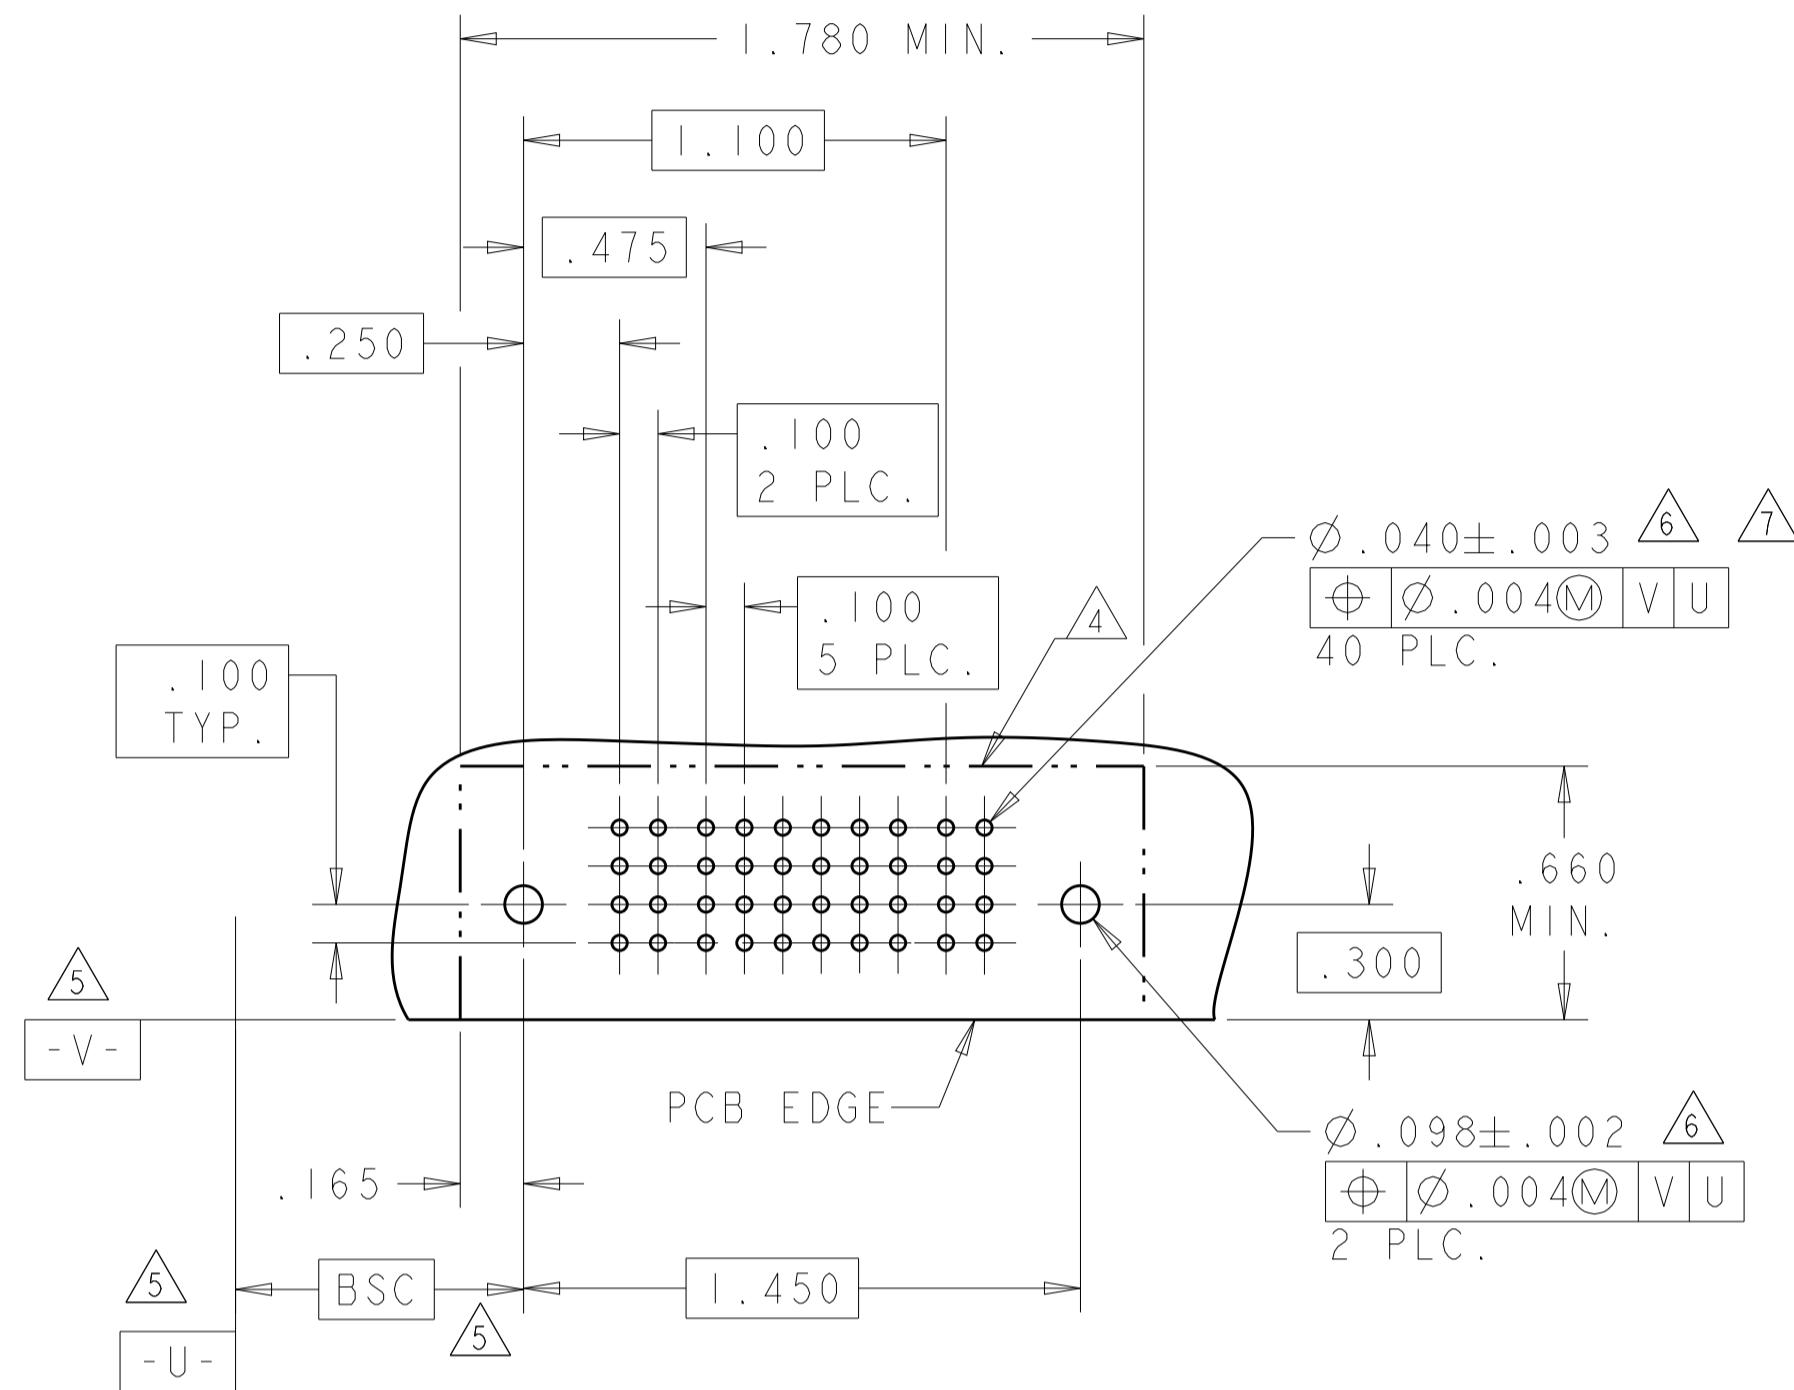 1.780 MIN.
1.100
.475
.250
.100
2 PLC.
Ø.040±.003 6 7
⌖ Ø.004Ⓜ V U
40 PLC.
.100
5 PLC.
4
.100
TYP.
.660
MIN.
.300
5
-V-
PCB EDGE
Ø.098±.002 6
⌖ Ø.004Ⓜ V U
2 PLC.
.165
5
BSC
1.450
5
-U-